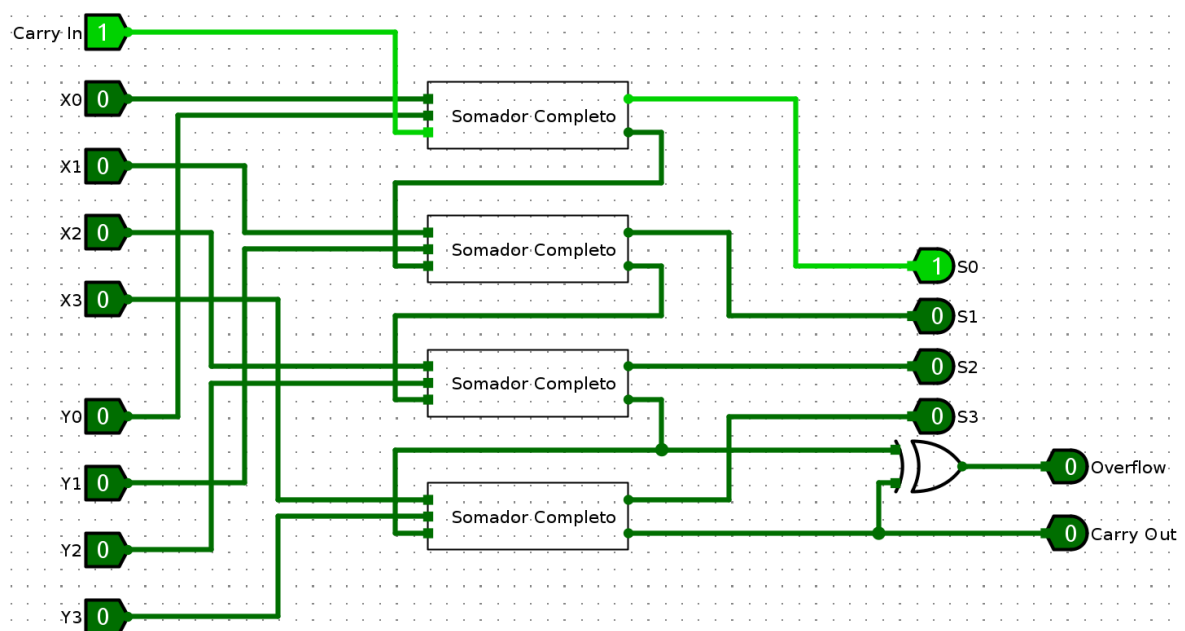 Carry In 1
X0 0
Somador Completo
X1 0
X2 0
Somador Completo
1 S0
X3 0
0 S1
0 S2
Somador Completo
Y0 0
0 S3
0 Overflow
Y1 0
Somador Completo
0 Carry Out
Y2 0
Y3 0